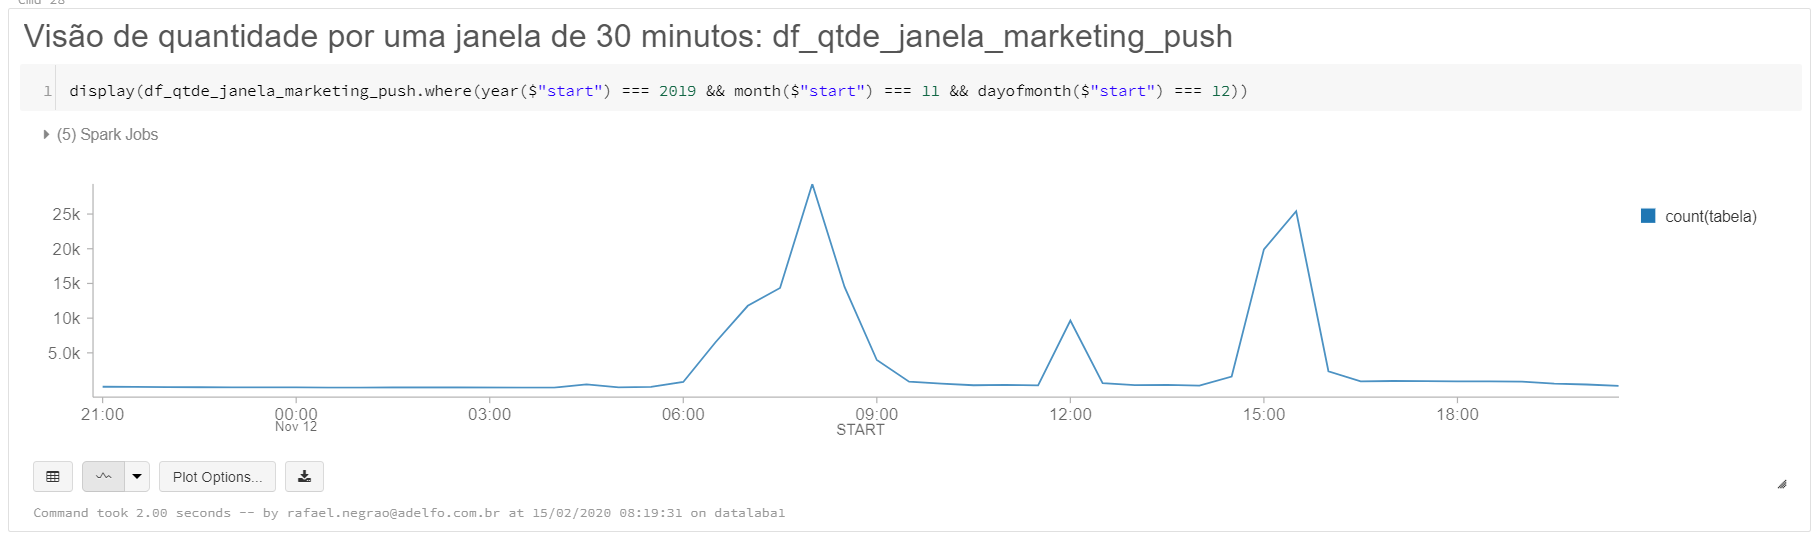 Cmd 28
Visão de quantidade por uma janela de 30 minutos: df_qtde_janela_marketing_push
1 display(df_qtde_janela_marketing_push.where(year($"start") === 2019 && month($"start") === 11 && dayofmonth($"start") === 12))
(5) Spark Jobs
25k
20k
15k
10k
5.0k
count(tabela)
21:00 00:00 03:00 06:00 09:00 12:00 15:00 18:00
Nov 12
START
Plot Options...
Command took 2.00 seconds -- by rafael.negrao@adelfo.com.br at 15/02/2020 08:19:31 on datalaba1